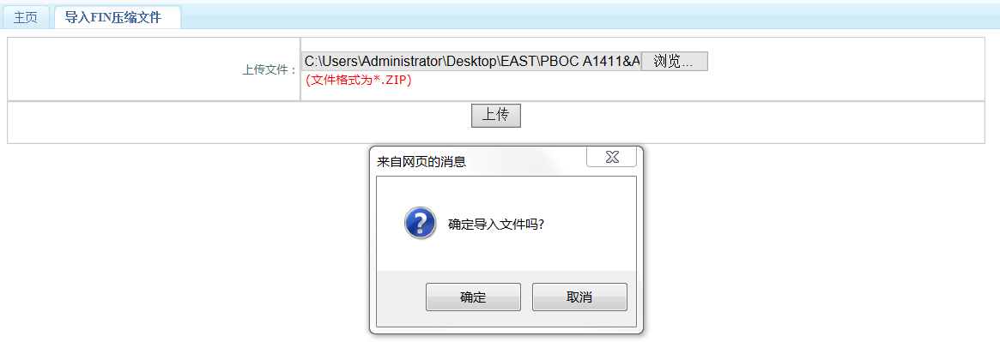 主页 导入FIN压缩文件
上传文件： C:\Users\Administrator\Desktop\EAST\PBOC A1411&A 浏览...
(文件格式为*.ZIP)
上传
来自网页的消息
确定导入文件吗?
确定 取消